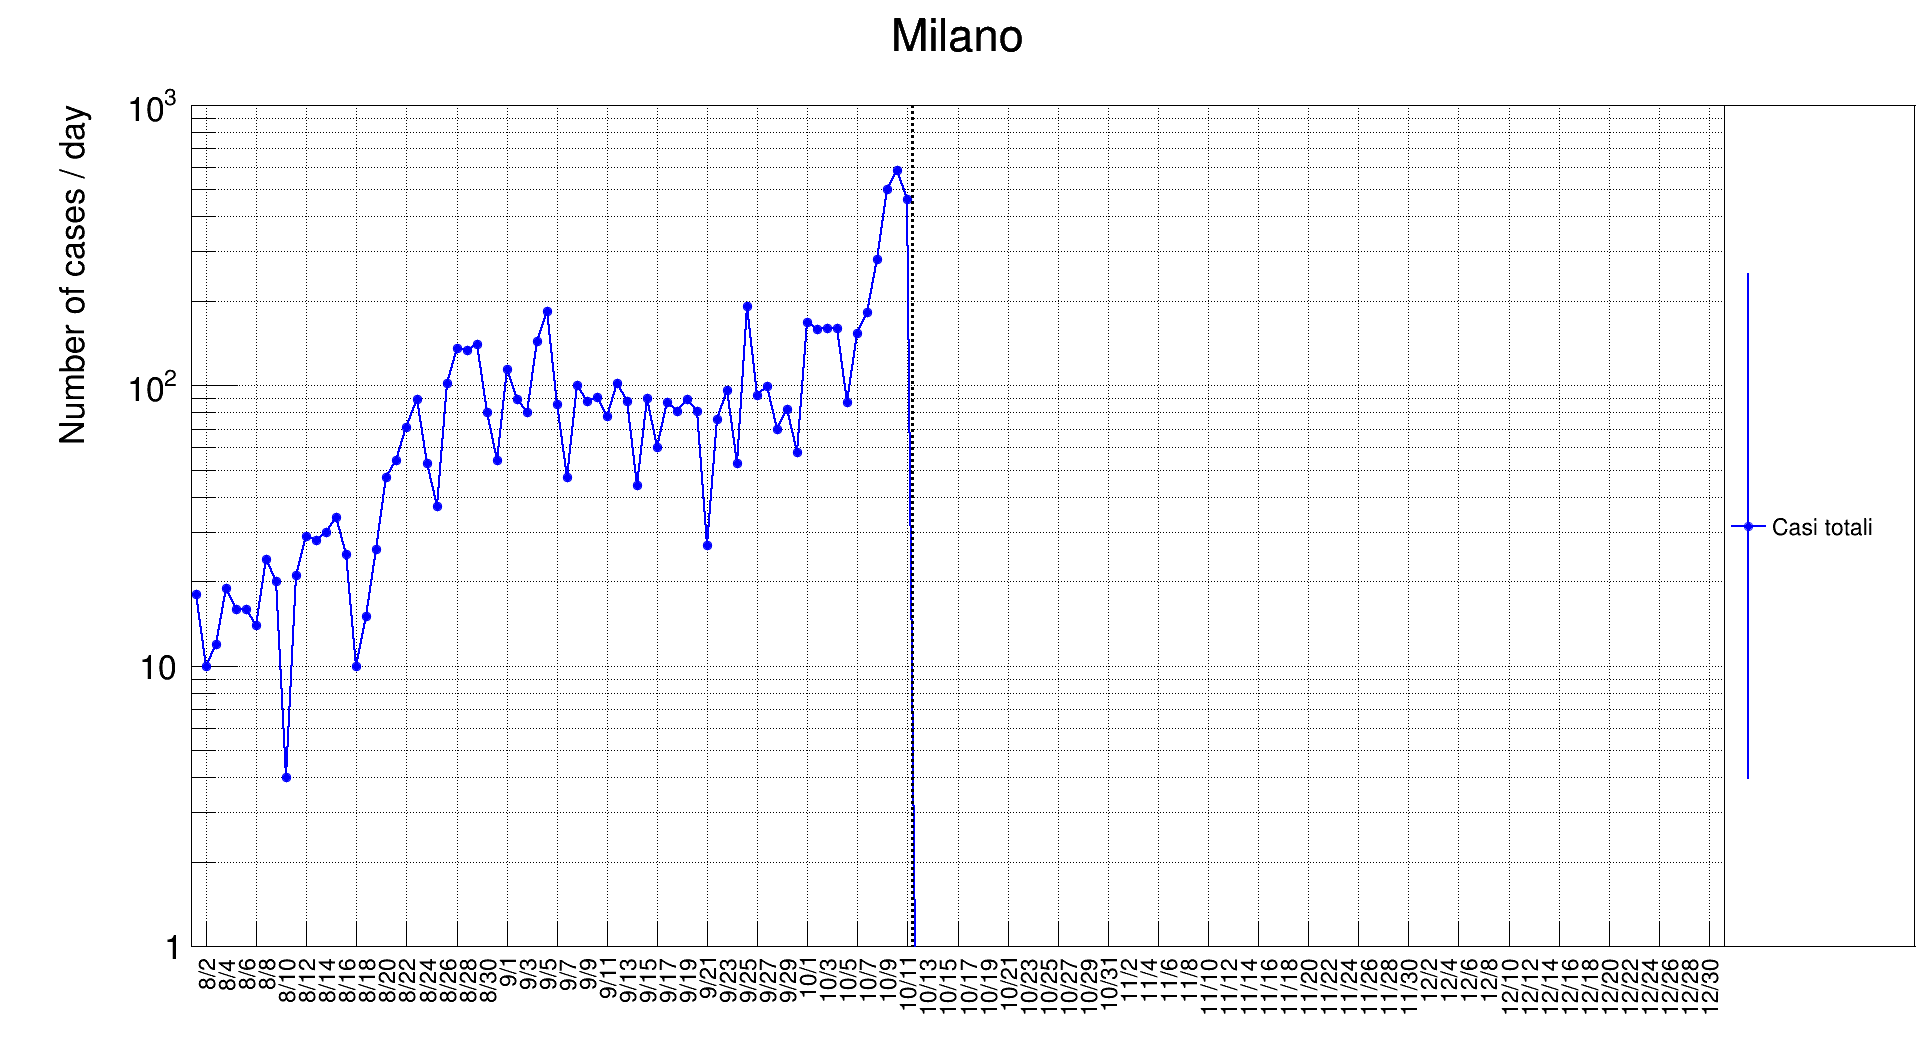 Milano
Number of cases / day
10³
10²
10
1
8/2 8/4 8/6 8/8 8/10 8/12 8/14 8/16 8/18 8/20 8/22 8/24 8/26 8/28 8/30 9/1 9/3 9/5 9/7 9/9 9/11 9/13 9/15 9/17 9/19 9/21 9/23 9/25 9/27 9/29 10/1 10/3 10/5 10/7 10/9 10/11 10/13 10/15 10/17 10/19 10/21 10/23 10/25 10/27 10/29 10/31 11/2 11/4 11/6 11/8 11/10 11/12 11/14 11/16 11/18 11/20 11/22 11/24 11/26 11/28 11/30 12/2 12/4 12/6 12/8 12/10 12/12 12/14 12/16 12/18 12/20 12/22 12/24 12/26 12/28 12/30
Casi totali